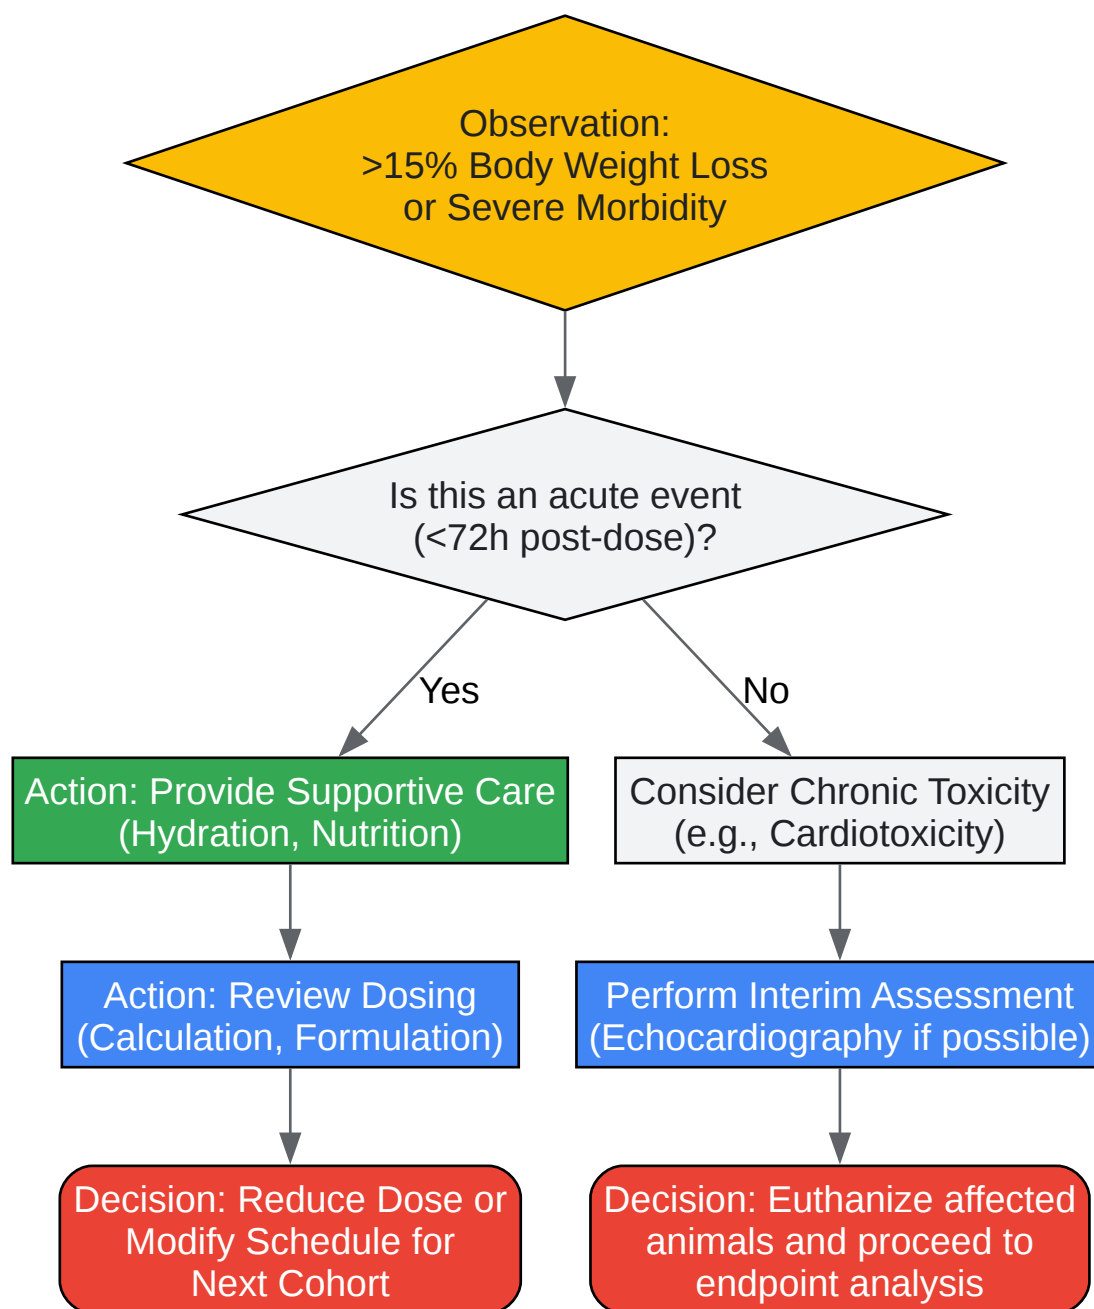 Observation:
>15% Body Weight Loss
or Severe Morbidity
Is this an acute event
(<72h post-dose)?
Yes
No
Action: Provide Supportive Care
(Hydration, Nutrition)
Consider Chronic Toxicity
(e.g., Cardiotoxicity)
Action: Review Dosing
(Calculation, Formulation)
Perform Interim Assessment
(Echocardiography if possible)
Decision: Reduce Dose or
Modify Schedule for
Next Cohort
Decision: Euthanize affected
animals and proceed to
endpoint analysis